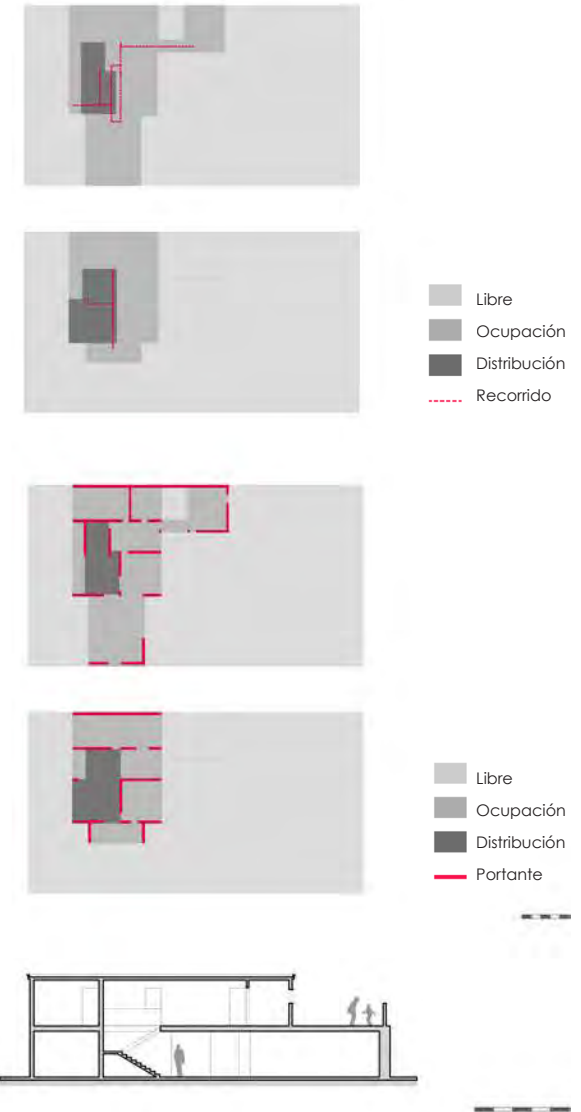 Libre
Ocupación
Distribución
Recorrido
Libre
Ocupación
Distribución
Portante